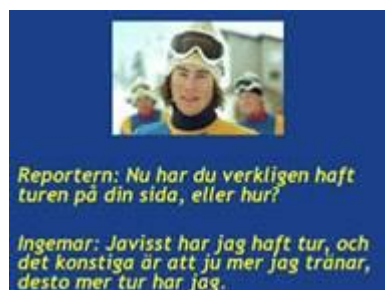 Reportern: Nu har du verkligen haft
turen på din sida, eller hur?
Ingemar: Javisst har jag haft tur, och
det konstiga är att ju mer jag tränar,
desto mer tur har jag.